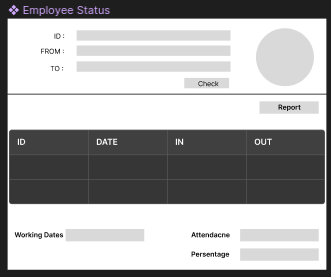 Employee Status
ID :
FROM :
TO :
Check
Report
ID DATE IN OUT
Working Dates Attendacne
Persentage